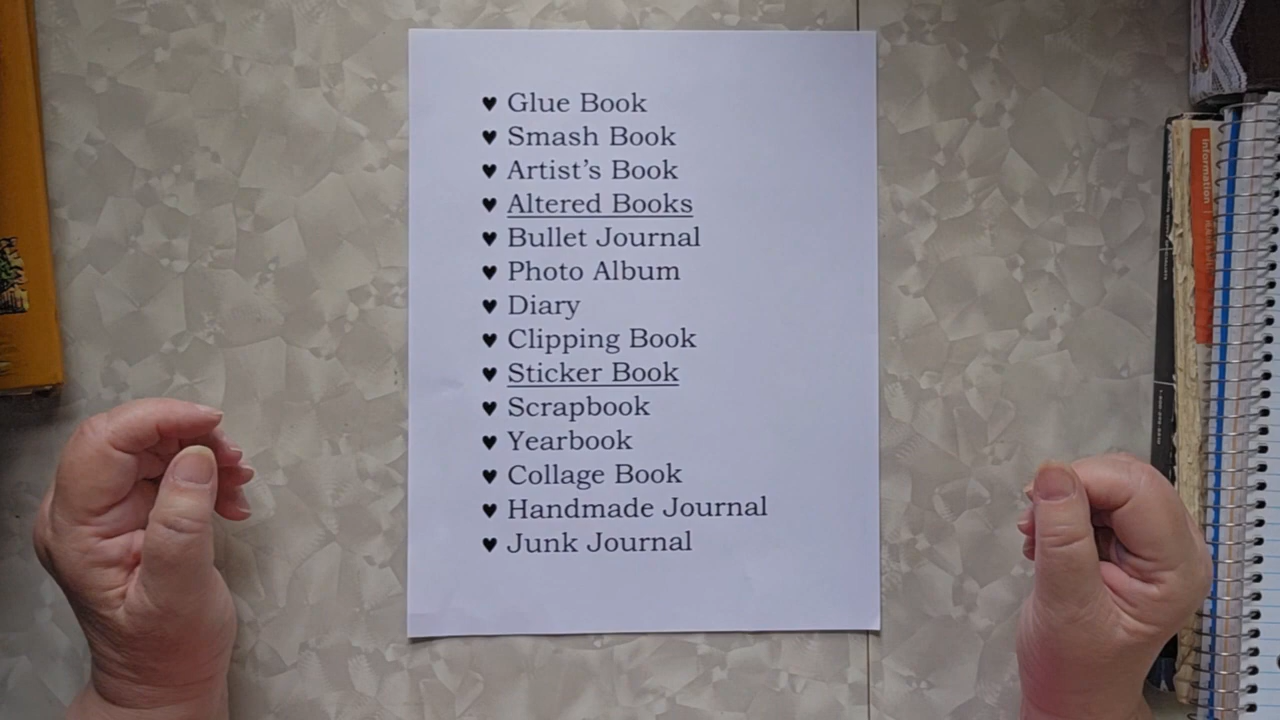 ♥ Glue Book
♥ Smash Book
♥ Artist’s Book
♥ Altered Books
♥ Bullet Journal
♥ Photo Album
♥ Diary
♥ Clipping Book
♥ Sticker Book
♥ Scrapbook
♥ Yearbook
♥ Collage Book
♥ Handmade Journal
♥ Junk Journal
information